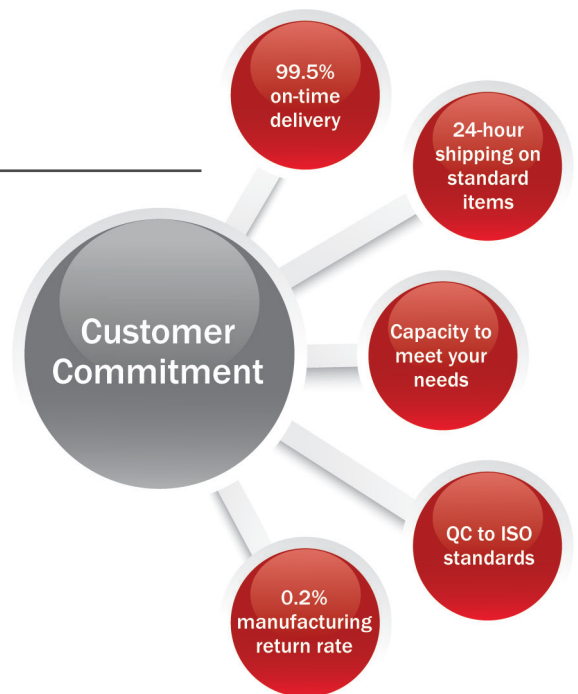 99.5%
on-time
delivery
24-hour
shipping on
standard
items
Customer
Commitment
Capacity to
meet your
needs
QC to ISO
standards
0.2%
manufacturing
return rate